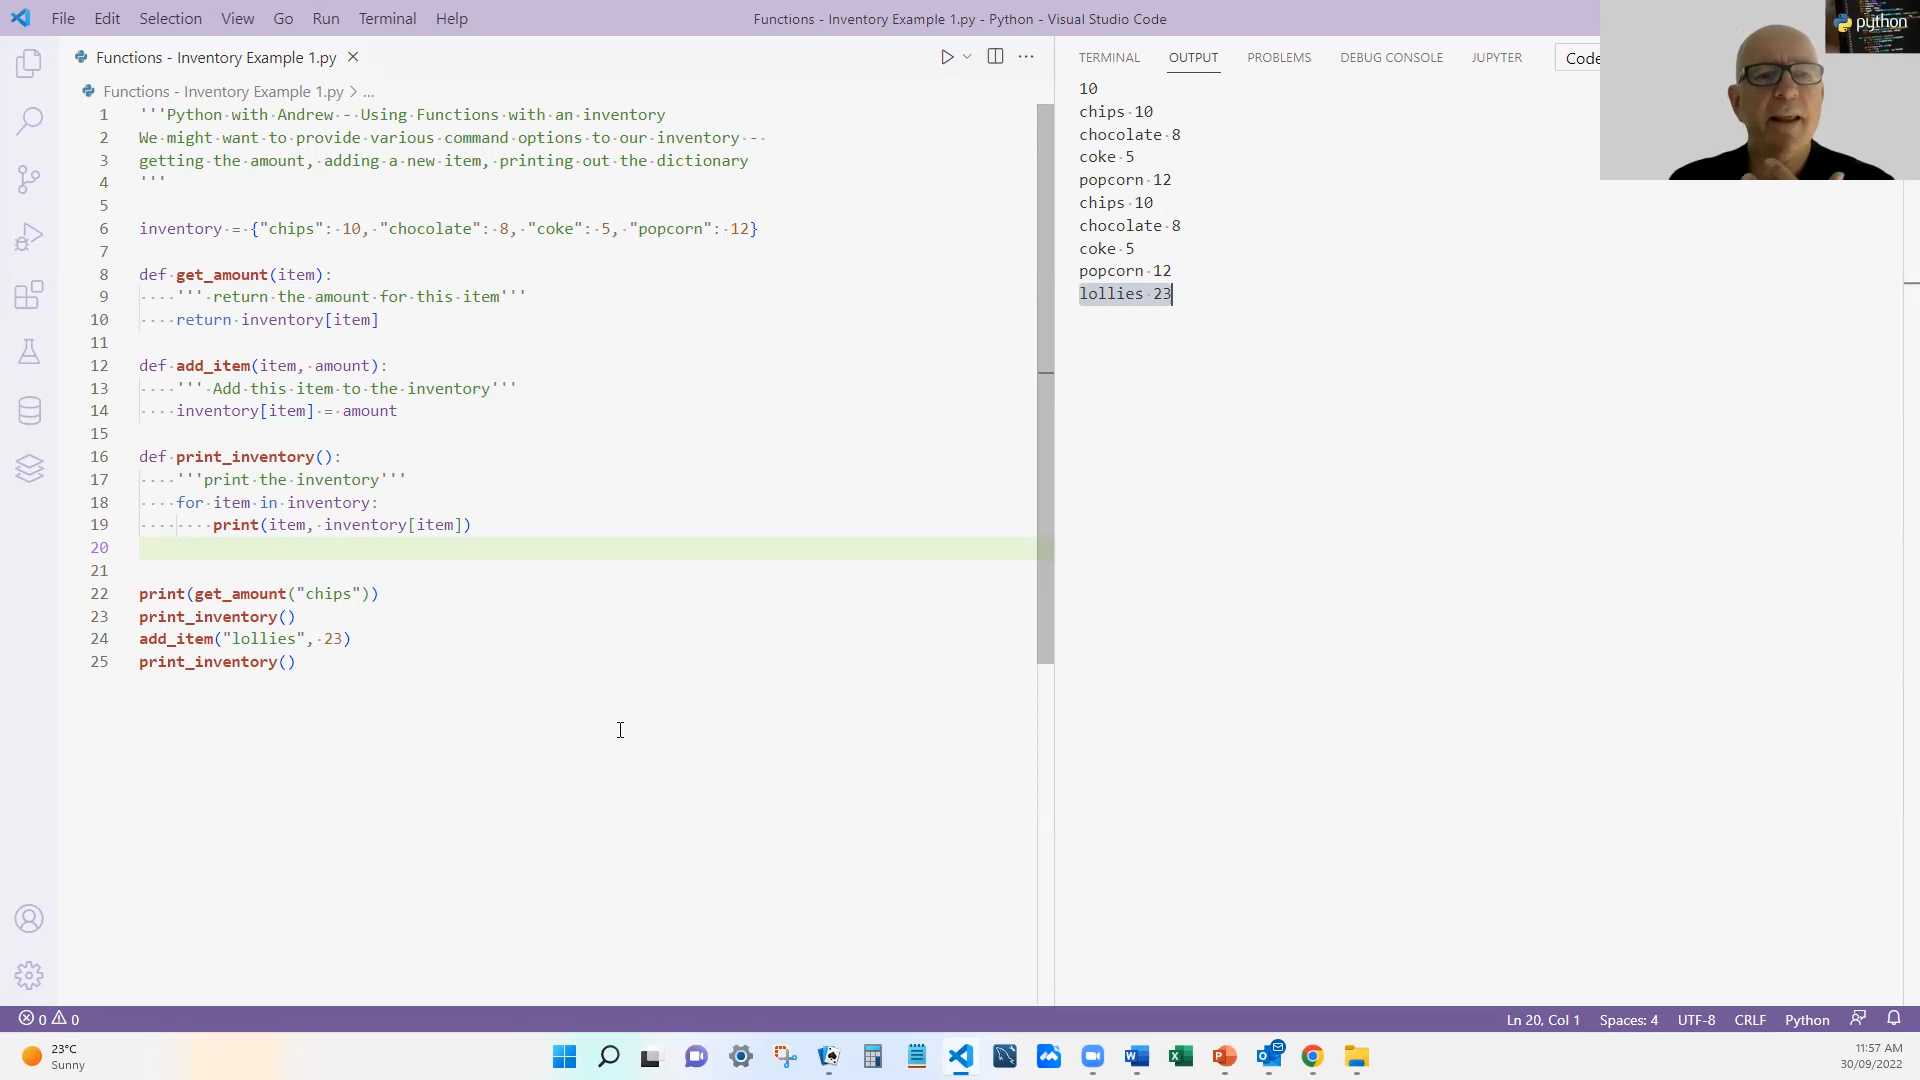 File Edit Selection View Go Run Terminal Help
Functions - Inventory Example 1.py - Python - Visual Studio Code
python
Functions - Inventory Example 1.py
Functions - Inventory Example 1.py > ...
1 '''Python with Andrew -- Using Functions with an inventory
2 We might want to provide various command options to our inventory --
3 getting the amount, adding a new item, printing out the dictionary
4 '''
5
6 inventory = {"chips": 10, "chocolate": 8, "coke": 5, "popcorn": 12}
7
8 def get_amount(item):
9 ''' return the amount for this item'''
10 return inventory[item]
11
12 def add_item(item, amount):
13 ''' Add this item to the inventory'''
14 inventory[item] = amount
15
16 def print_inventory():
17 '''print the inventory'''
18 for item in inventory:
19 print(item, inventory[item])
20
21
22 print(get_amount("chips"))
23 print_inventory()
24 add_item("lollies", 23)
25 print_inventory()
TERMINAL OUTPUT PROBLEMS DEBUG CONSOLE JUPYTER Code
10
chips 10
chocolate 8
coke 5
popcorn 12
chips 10
chocolate 8
coke 5
popcorn 12
lollies 23
0 0
Ln 20, Col 1 Spaces: 4 UTF-8 CRLF Python
23°C
Sunny
11:57 AM
30/09/2022